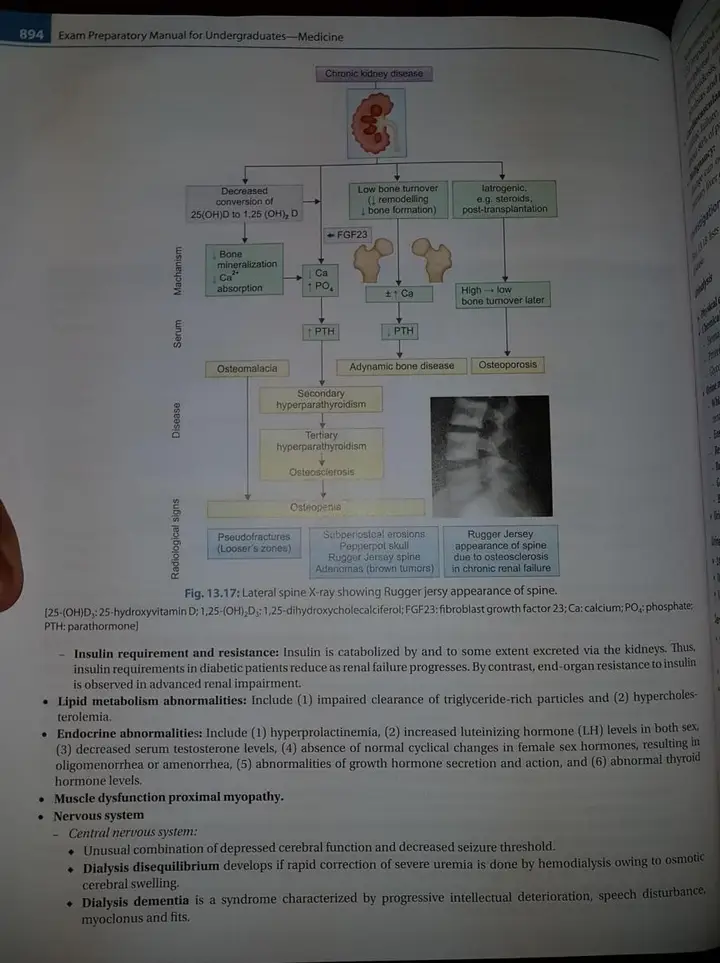 894 Exam Preparatory Manual for Undergraduates—Medicine
Chronic kidney disease
Decreased
conversion of
25(OH)D to 1,25 (OH)₂ D
Low bone turnover
(↓ remodelling
↓ bone formation)
Iatrogenic,
e.g. steroids,
post-transplantation
← FGF23
Mechanism
↓ Bone
mineralization
↓ Ca²⁺
absorption
↓ Ca
↑ PO₄
± ↑ Ca
High → low
bone turnover later
Serum
↑ PTH
↓ PTH
Osteomalacia
Adynamic bone disease
Osteoporosis
Disease
Secondary
hyperparathyroidism
Tertiary
hyperparathyroidism
Osteosclerosis
Osteopenia
Radiological signs
Pseudofractures
(Looser's zones)
Subperiosteal erosions
Pepperpot skull
Rugger Jersey spine
Adenomas (brown tumors)
Rugger Jersey
appearance of spine
due to osteosclerosis
in chronic renal failure
Fig. 13.17: Lateral spine X-ray showing Rugger jersy appearance of spine.
[25-(OH)D₃: 25-hydroxyvitamin D; 1,25-(OH)₂D₃: 1,25-dihydroxycholecalciferol; FGF23: fibroblast growth factor 23; Ca: calcium; PO₄: phosphate;
PTH: parathormone]
– Insulin requirement and resistance: Insulin is catabolized by and to some extent excreted via the kidneys. Thus,
insulin requirements in diabetic patients reduce as renal failure progresses. By contrast, end-organ resistance to insulin
is observed in advanced renal impairment.
• Lipid metabolism abnormalities: Include (1) impaired clearance of triglyceride-rich particles and (2) hypercholes-
terolemia.
• Endocrine abnormalities: Include (1) hyperprolactinemia, (2) increased luteinizing hormone (LH) levels in both sex,
(3) decreased serum testosterone levels, (4) absence of normal cyclical changes in female sex hormones, resulting in
oligomenorrhea or amenorrhea, (5) abnormalities of growth hormone secretion and action, and (6) abnormal thyroid
hormone levels.
• Muscle dysfunction proximal myopathy.
• Nervous system
– Central nervous system:
◆ Unusual combination of depressed cerebral function and decreased seizure threshold.
◆ Dialysis disequilibrium develops if rapid correction of severe uremia is done by hemodialysis owing to osmotic
cerebral swelling.
◆ Dialysis dementia is a syndrome characterized by progressive intellectual deterioration, speech disturbance,
myoclonus and fits.